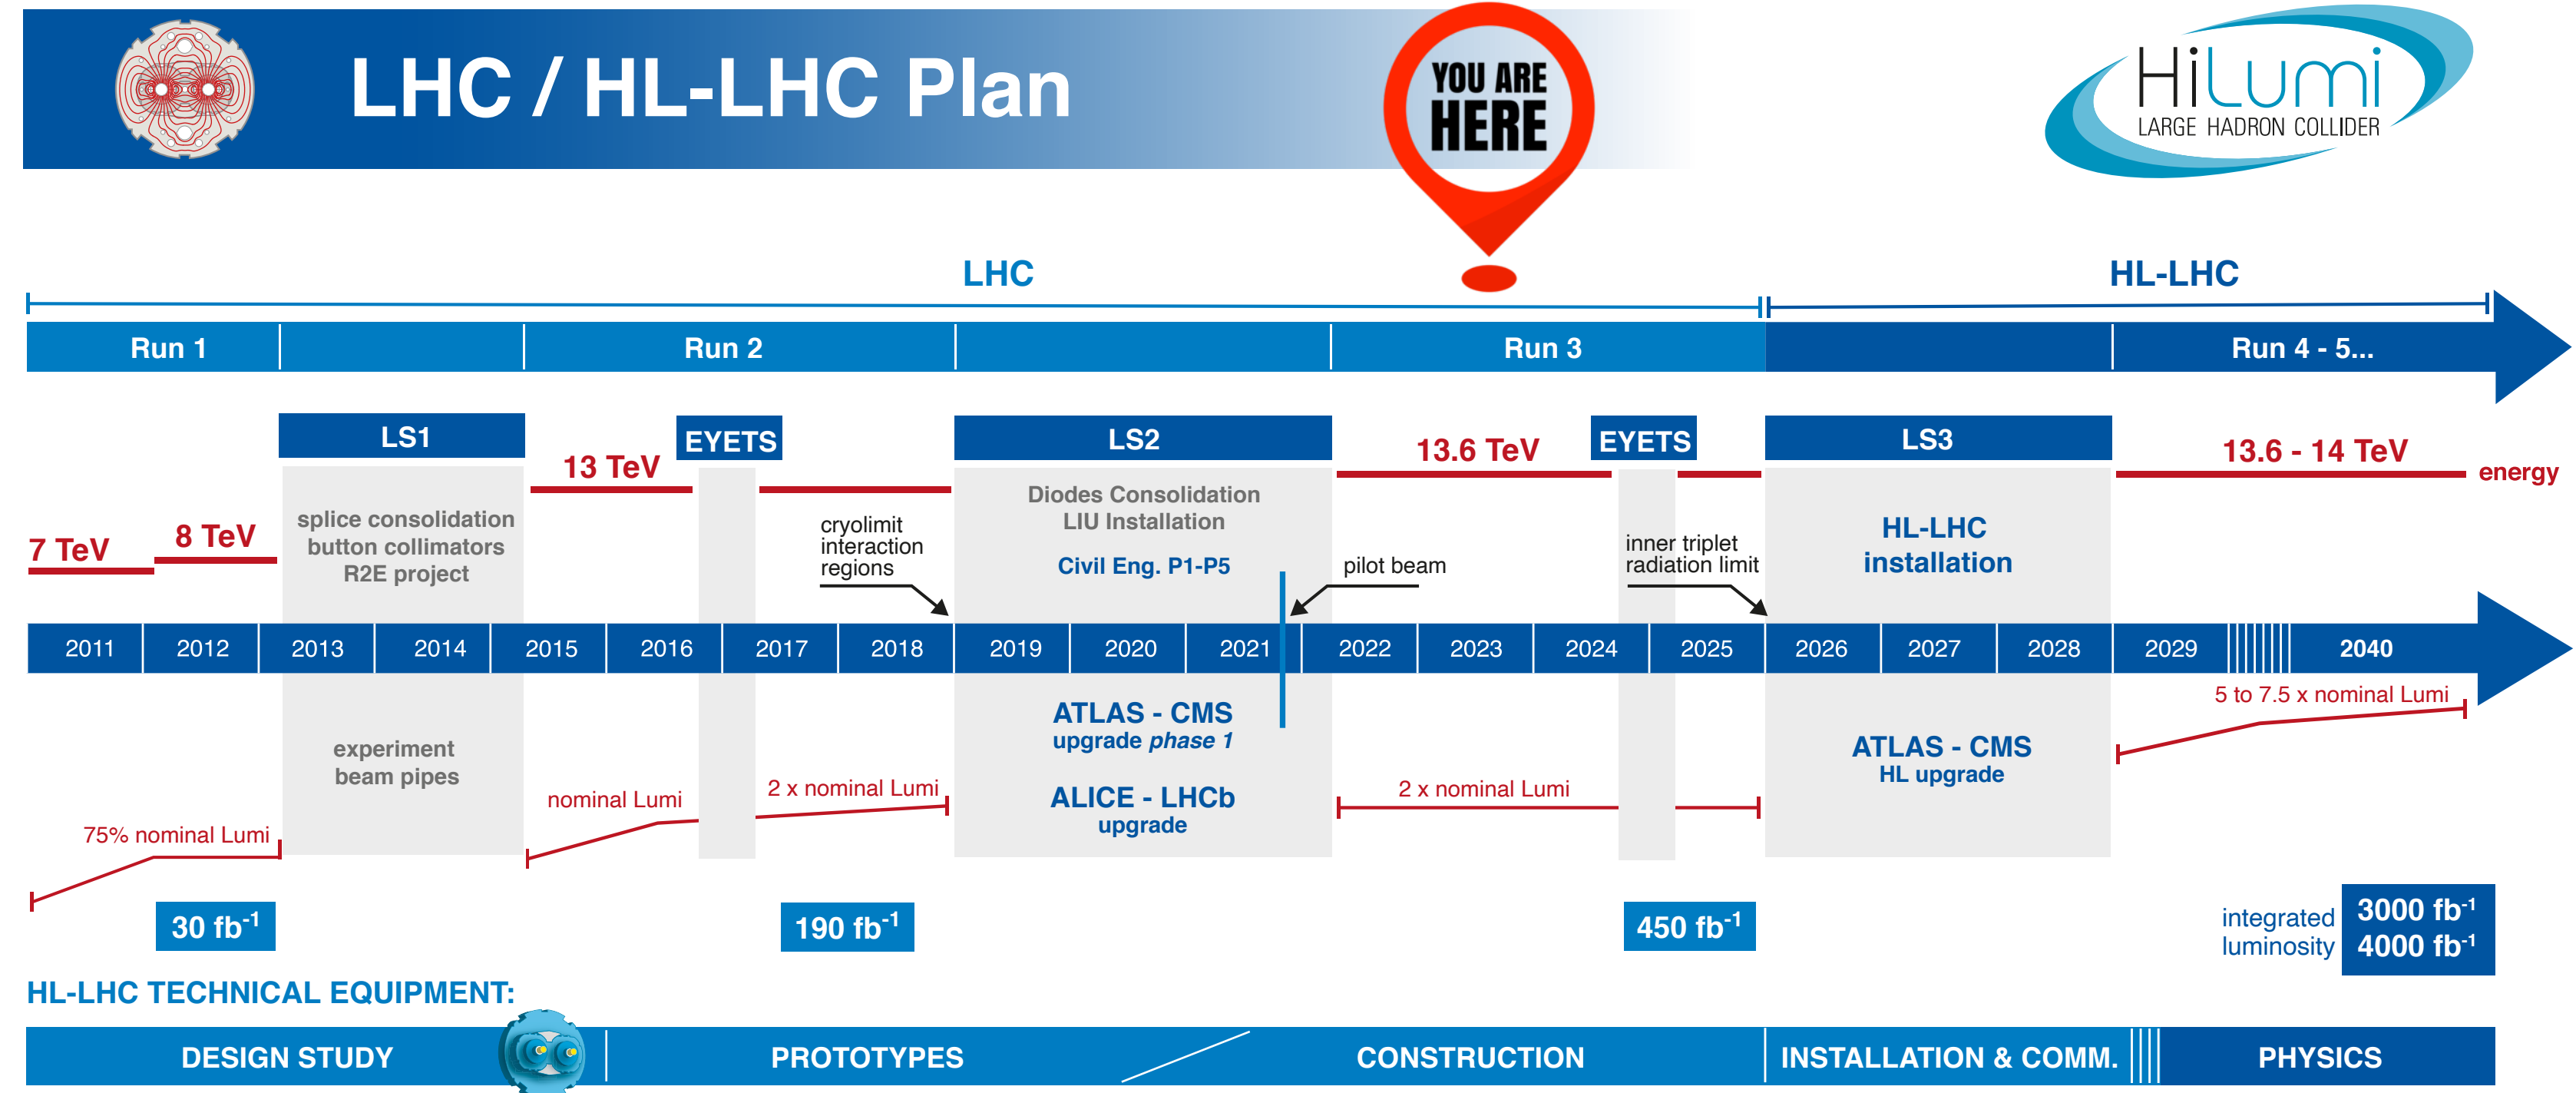 LHC / HL-LHC Plan
YOU ARE
HERE
HiLumi
LARGE HADRON COLLIDER
LHC
HL-LHC
Run 1
Run 2
Run 3
Run 4 - 5...
LS1
EYETS
LS2
EYETS
LS3
7 TeV
8 TeV
13 TeV
13.6 TeV
13.6 - 14 TeV
energy
splice consolidation
button collimators
R2E project
cryolimit
interaction
regions
Diodes Consolidation
LIU Installation
Civil Eng. P1-P5
pilot beam
inner triplet
radiation limit
HL-LHC
installation
2011
2012
2013
2014
2015
2016
2017
2018
2019
2020
2021
2022
2023
2024
2025
2026
2027
2028
2029
2040
experiment
beam pipes
ATLAS - CMS
upgrade phase 1
ALICE - LHCb
upgrade
ATLAS - CMS
HL upgrade
75% nominal Lumi
nominal Lumi
2 x nominal Lumi
2 x nominal Lumi
5 to 7.5 x nominal Lumi
30 fb⁻¹
190 fb⁻¹
450 fb⁻¹
integrated
luminosity
3000 fb⁻¹
4000 fb⁻¹
HL-LHC TECHNICAL EQUIPMENT:
DESIGN STUDY
PROTOTYPES
CONSTRUCTION
INSTALLATION & COMM.
PHYSICS